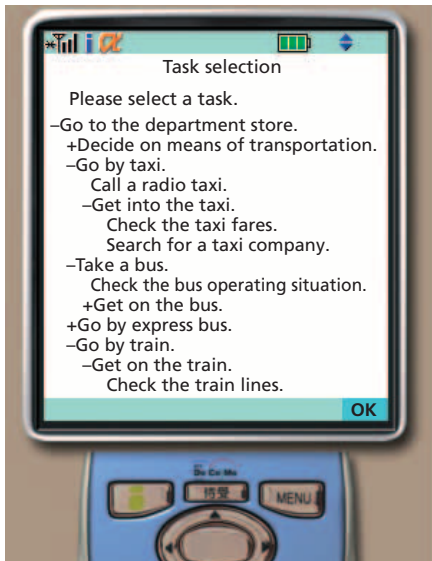 Task selection
Please select a task.
–Go to the department store.
+Decide on means of transportation.
–Go by taxi.
Call a radio taxi.
–Get into the taxi.
Check the taxi fares.
Search for a taxi company.
–Take a bus.
Check the bus operating situation.
+Get on the bus.
+Go by express bus.
–Go by train.
–Get on the train.
Check the train lines.
OK
DoCoMo
待受
MENU